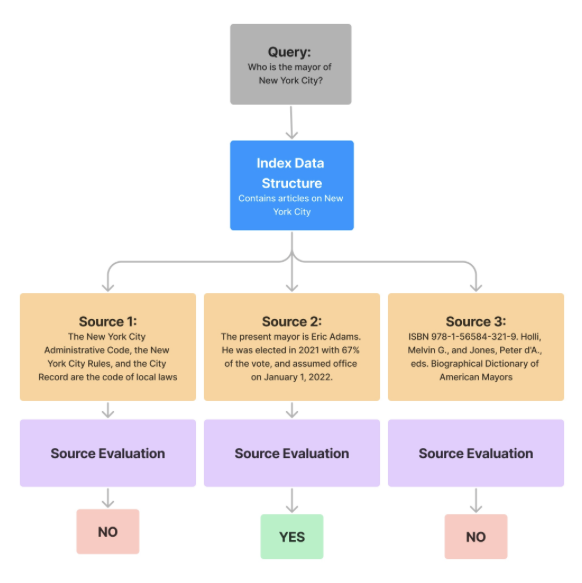 Query:
Who is the mayor of
New York City?
Index Data
Structure
Contains articles on New
York City
Source 1:
The New York City
Administrative Code, the New
York City Rules, and the City
Record are the code of local laws
Source 2:
The present mayor is Eric Adams.
He was elected in 2021 with 67%
of the vote, and assumed office
on January 1, 2022.
Source 3:
ISBN 978-1-56584-321-9. Holli,
Melvin G., and Jones, Peter d'A.,
eds. Biographical Dictionary of
American Mayors
Source Evaluation
Source Evaluation
Source Evaluation
NO
YES
NO